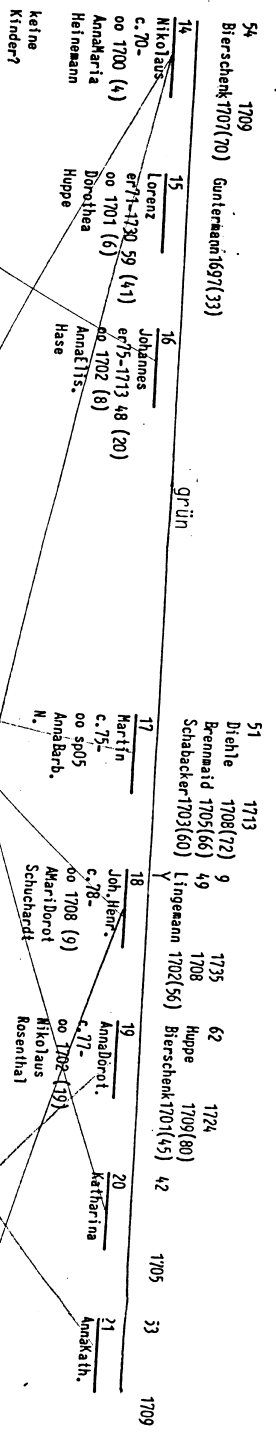 54 1709
Bierschenk 1707(70) Guntermann 1697(33)
51 1713
Diehle 1708(72) 9
Brennmaid 1705(66) 49
Schabacker 1703(60)
1735
1708
Lingemann 1702(56)
62 1724
Huppe 1709(80)
Bierschenk 1701(45)
42 1705
53 1709
grün
14
Nikolaus
c.70-
oo 1700 (4)
AnnaMaria
Heinemann
keine
Kinder?
15
Lorenz
er71-1730 59 (41)
oo 1701 (6)
Dorothea
Huppe
16
Johannes
er75-1713 48 (20)
oo 1702 (8)
AnnaElis.
Hase
17
Martin
c.75-
oo sp05
AnnaBarb.
N.
18
Joh.Henr.
c.78-
oo 1708 (9)
AMariDorot
Schuchardt
19
AnnaDorot.
c.77-
oo 1702 (19)
Nikolaus
Rosenthal
20
Katharina
21
AnnaKath.